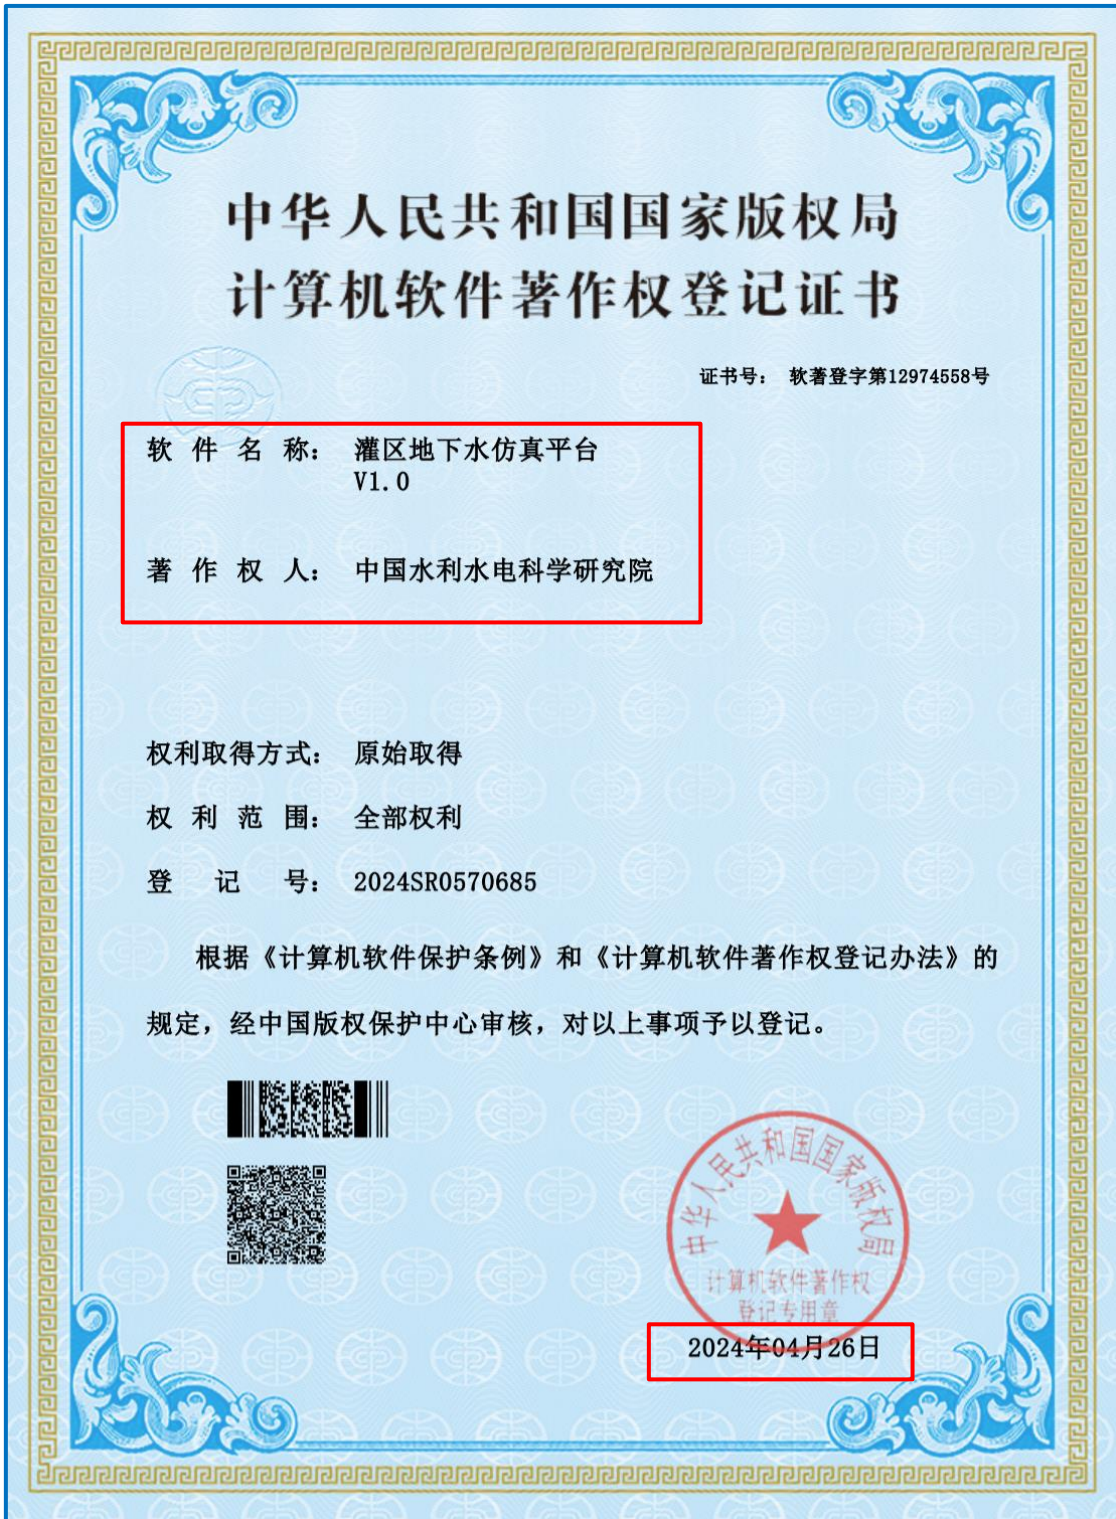 中华人民共和国国家版权局
计算机软件著作权登记证书
证书号： 软著登字第12974558号
软件名称： 灌区地下水仿真平台
V1.0
著作权人： 中国水利水电科学研究院
权利取得方式： 原始取得
权利范围： 全部权利
登记号： 2024SR0570685
根据《计算机软件保护条例》和《计算机软件著作权登记办法》的
规定，经中国版权保护中心审核，对以上事项予以登记。
中华人民共和国国家版权局
计算机软件著作权
登记专用章
2024年04月26日